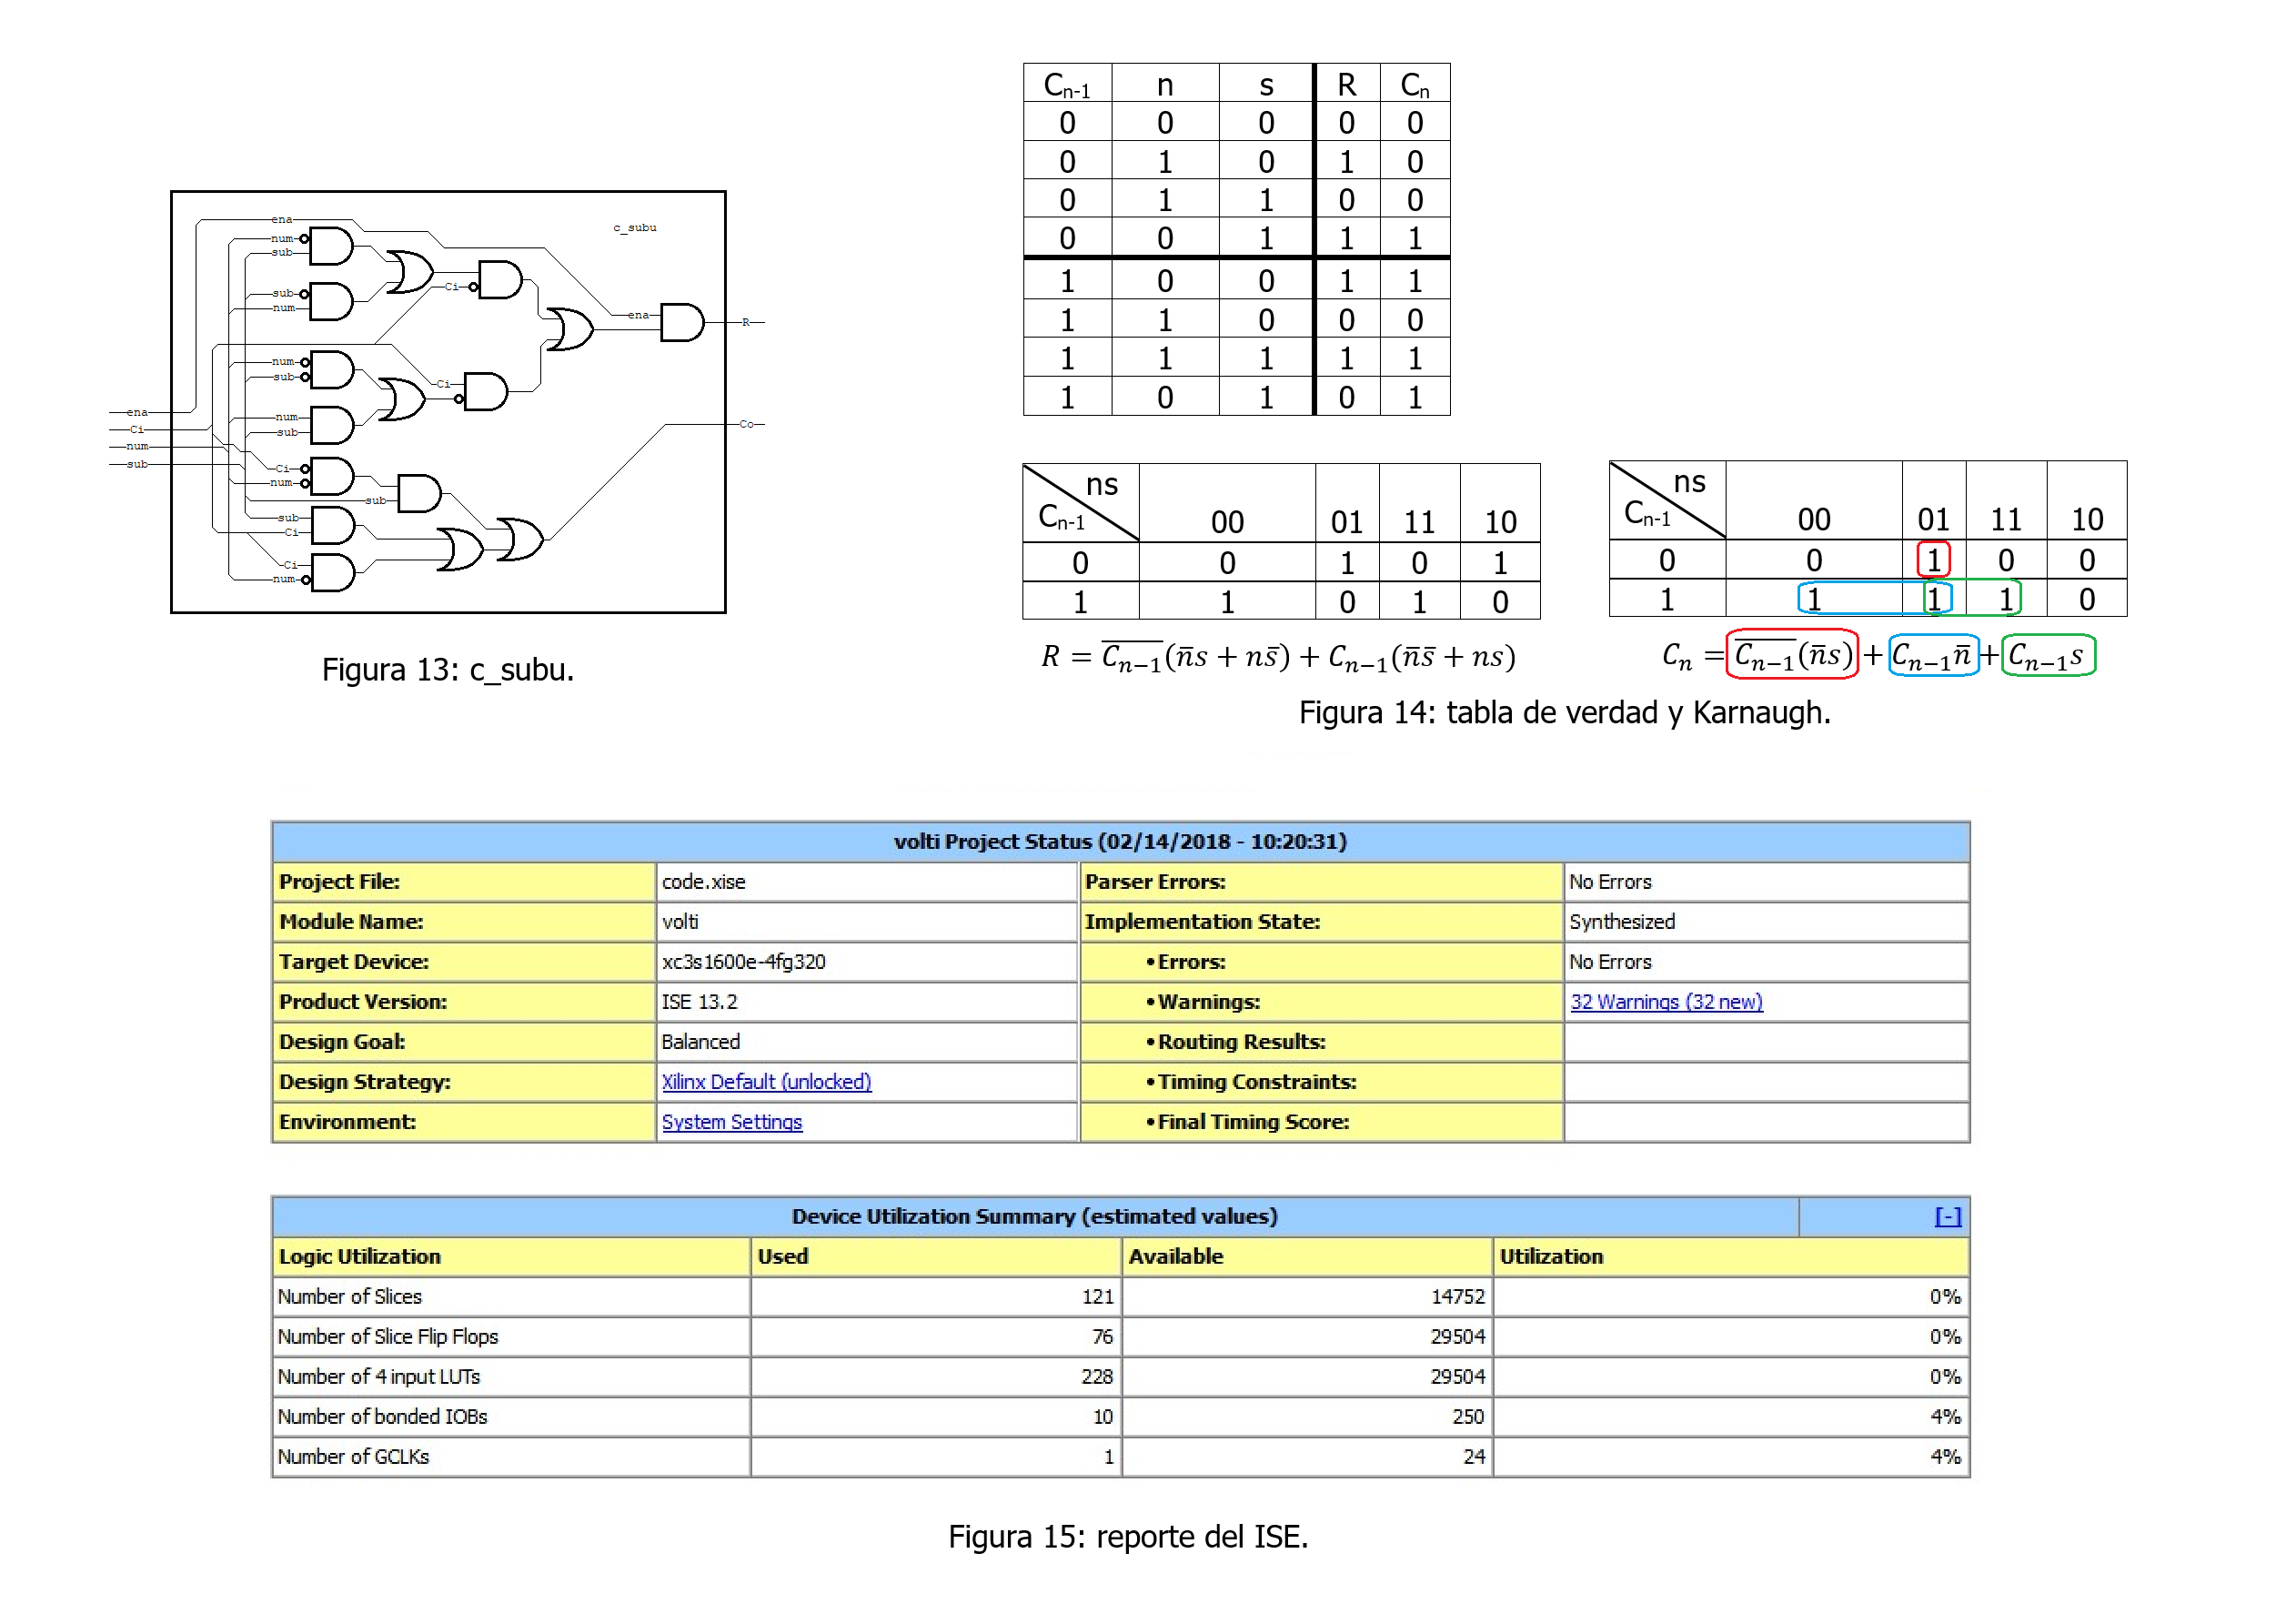 ena
c_subu
num
sub
sub
num
Ci
ena
R
num
sub
Ci
num
sub
ena
Ci
num
sub
Co
Ci
num
sub
sub
Ci
Ci
num
Figura 13: c_subu.
Cn-1 n s R Cn
0 0 0 0 0
0 1 0 1 0
0 1 1 0 0
0 0 1 1 1
1 0 0 1 1
1 1 0 0 0
1 1 1 1 1
1 0 1 0 1
ns
Cn-1 00 01 11 10
0 0 1 0 1
1 1 0 1 0
R = \overline{C_{n-1}}(n̄s + ns̄) + C_{n-1}(n̄s̄ + ns)
ns
Cn-1 00 01 11 10
0 0 1 0 0
1 1 1 1 0
C_n = \overline{C_{n-1}}(n̄s) + C_{n-1}n̄ + C_{n-1}s
Figura 14: tabla de verdad y Karnaugh.
volti Project Status (02/14/2018 - 10:20:31)
Project File: code.xise Parser Errors: No Errors
Module Name: volti Implementation State: Synthesized
Target Device: xc3s1600e-4fg320 •Errors: No Errors
Product Version: ISE 13.2 •Warnings: 32 Warnings (32 new)
Design Goal: Balanced •Routing Results:
Design Strategy: Xilinx Default (unlocked) •Timing Constraints:
Environment: System Settings •Final Timing Score:
Device Utilization Summary (estimated values) [-]
Logic Utilization Used Available Utilization
Number of Slices 121 14752 0%
Number of Slice Flip Flops 76 29504 0%
Number of 4 input LUTs 228 29504 0%
Number of bonded IOBs 10 250 4%
Number of GCLKs 1 24 4%
Figura 15: reporte del ISE.